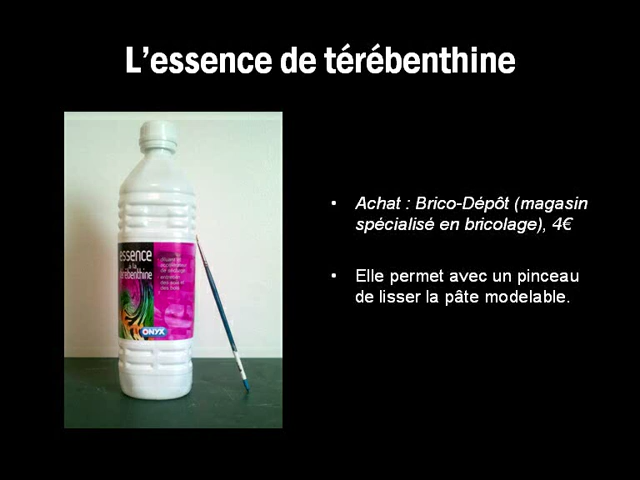 L'essence de térébenthine
• Achat : Brico-Dépôt (magasin
spécialisé en bricolage), 4€
• Elle permet avec un pinceau
de lisser la pâte modelable.
essence
térébenthine
ONYX